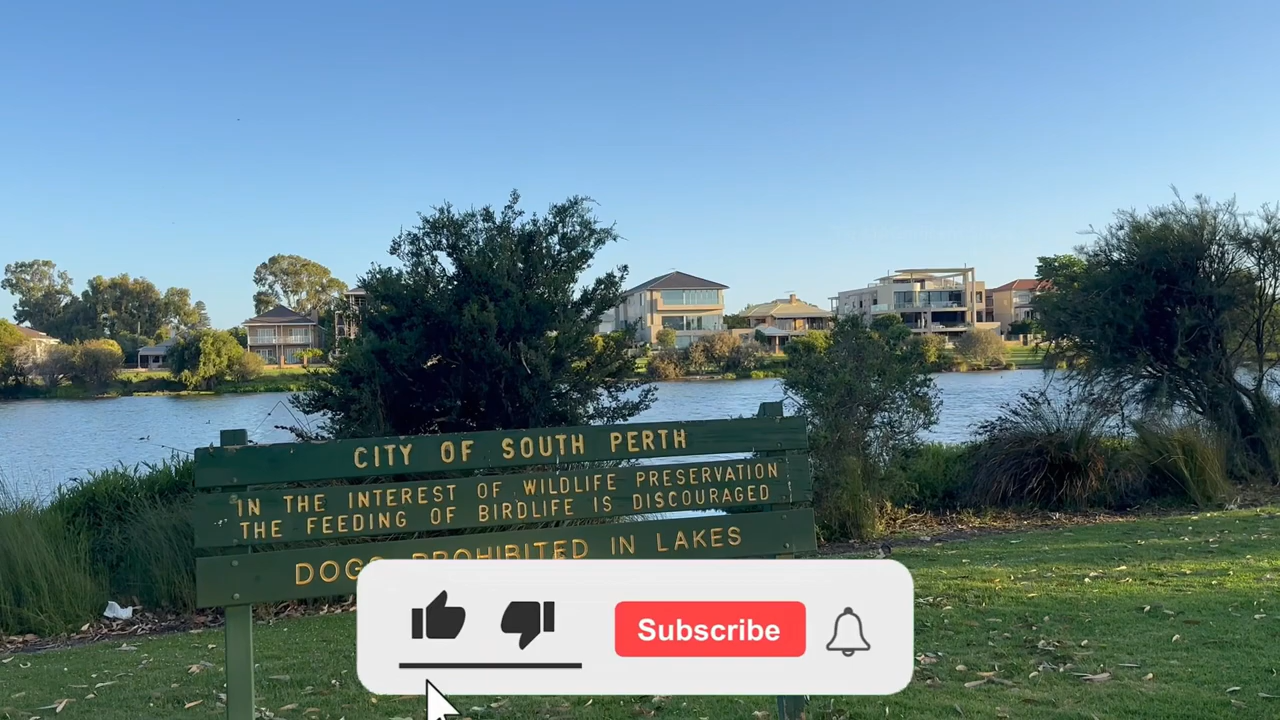 CITY OF SOUTH PERTH
IN THE INTEREST OF WILDLIFE PRESERVATION
THE FEEDING OF BIRDLIFE IS DISCOURAGED
DOGS PROHIBITED IN LAKES
Subscribe